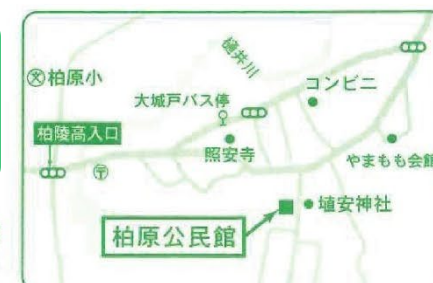 樋井川
コンビニ
㊛柏原小
大城戸バス停
柏陵高入口
照安寺
やまもも会館
〒
埴安神社
柏原公民館